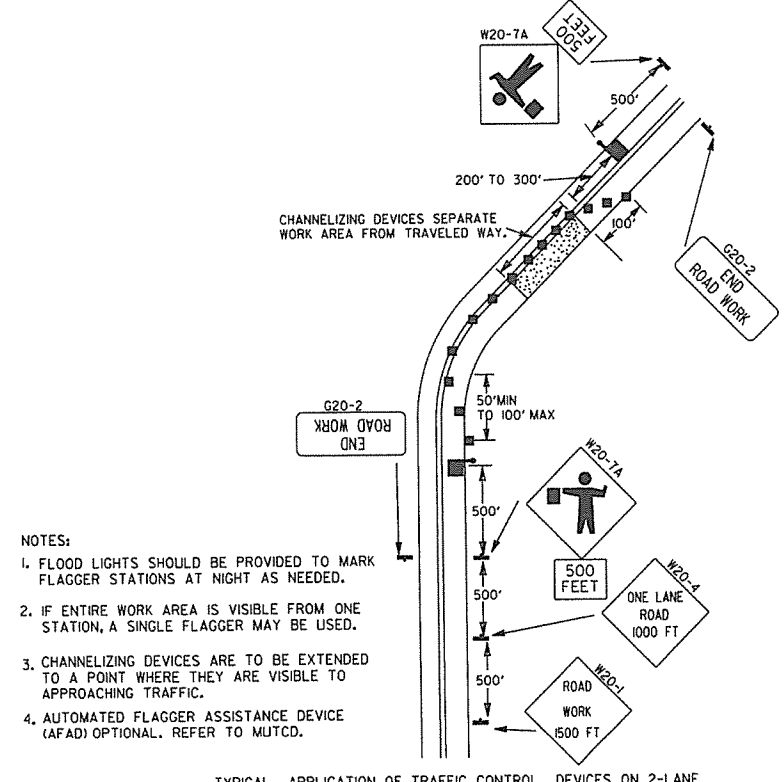 W20-7A
500
FEET
500'
200' TO 300'
CHANNELIZING DEVICES SEPARATE
WORK AREA FROM TRAVELED WAY.
100'
G20-2
END
ROAD WORK
50'MIN
TO 100' MAX
G20-2
END
ROAD WORK
W20-7A
500'
500
FEET
500'
W20-4
ONE LANE
ROAD
1000 FT
500'
W20-1
ROAD
WORK
1500 FT
NOTES:
1. FLOOD LIGHTS SHOULD BE PROVIDED TO MARK
FLAGGER STATIONS AT NIGHT AS NEEDED.
2. IF ENTIRE WORK AREA IS VISIBLE FROM ONE
STATION, A SINGLE FLAGGER MAY BE USED.
3. CHANNELIZING DEVICES ARE TO BE EXTENDED
TO A POINT WHERE THEY ARE VISIBLE TO
APPROACHING TRAFFIC.
4. AUTOMATED FLAGGER ASSISTANCE DEVICE
(AFAD) OPTIONAL. REFER TO MUTCD.
TYPICAL APPLICATION OF TRAFFIC CONTROL DEVICES ON 2-LANE